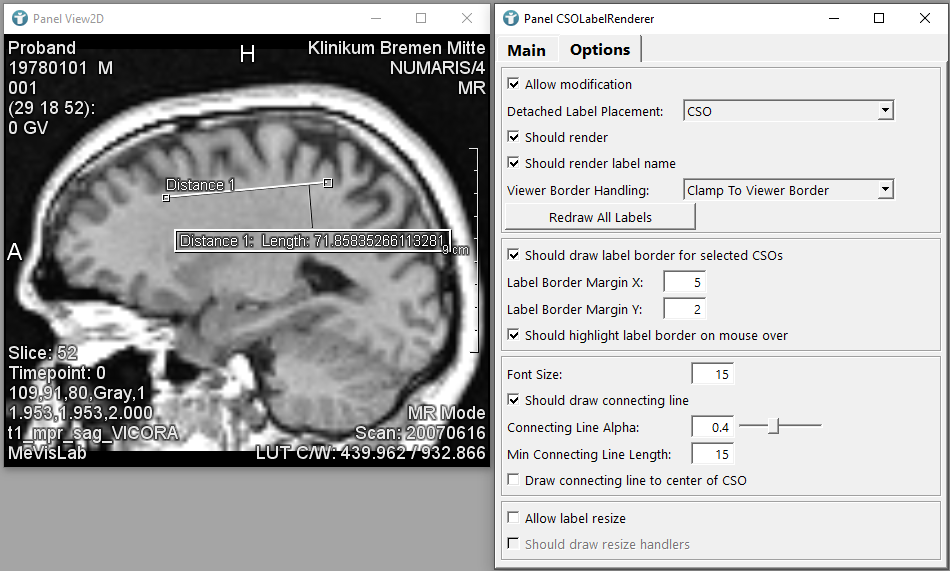 Panel View2D
Proband
19780101 M
001
(29 18 52):
0 GV
H
Klinikum Bremen Mitte
NUMARIS/4
MR
Distance 1
Distance 1: Length: 71.85835266113281
9 cm
A
Slice: 52
Timepoint: 0
109,91,80,Gray,1
1.953,1.953,2.000
t1_mpr_sag_VICORA
MeVisLab
MR Mode
Scan: 20070616
LUT C/W: 439.962 / 932.866
Panel CSOLabelRenderer
Main Options
Allow modification
Detached Label Placement: CSO
Should render
Should render label name
Viewer Border Handling: Clamp To Viewer Border
Redraw All Labels
Should draw label border for selected CSOs
Label Border Margin X: 5
Label Border Margin Y: 2
Should highlight label border on mouse over
Font Size: 15
Should draw connecting line
Connecting Line Alpha: 0.4
Min Connecting Line Length: 15
Draw connecting line to center of CSO
Allow label resize
Should draw resize handlers